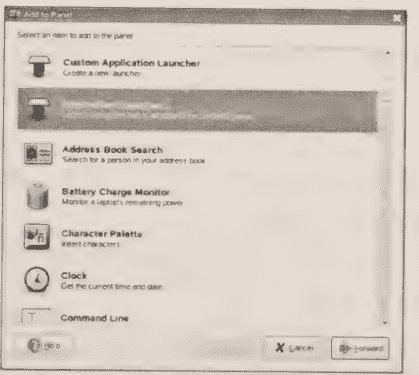 Add to Panel
Select an item to add to the panel
Custom Application Launcher
Create a new launcher
Address Book Search
Search for a person in your address book
Battery Charge Monitor
Monitor a laptop's remaining power
Character Palette
Insert characters
Clock
Get the current time and date
Command Line
Help
Cancel
Forward